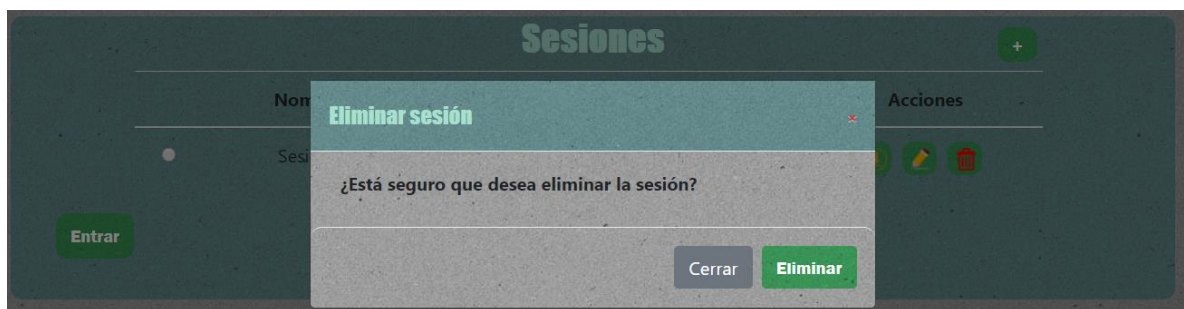 Sesiones
+
Acciones
Eliminar sesión
×
¿Está seguro que desea eliminar la sesión?
Entrar
Cerrar
Eliminar